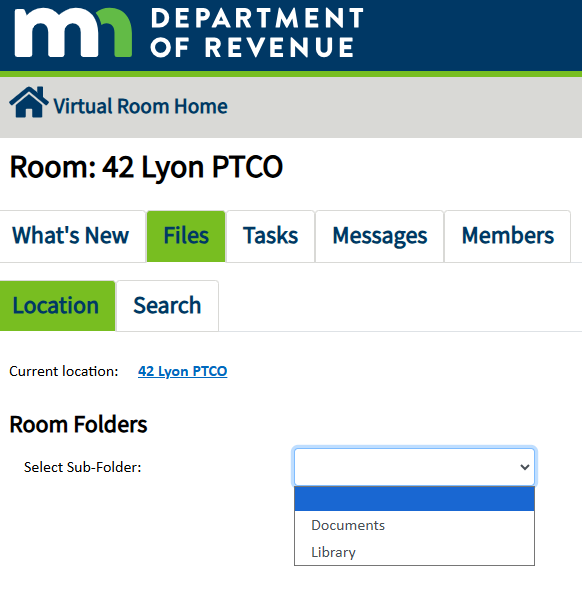 mn DEPARTMENT
OF REVENUE
Virtual Room Home
Room: 42 Lyon PTCO
What's New Files Tasks Messages Members
Location Search
Current location: 42 Lyon PTCO
Room Folders
Select Sub-Folder:
Documents
Library